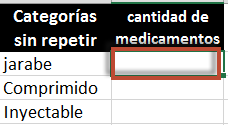 Categorías sin repetir
cantidad de medicamentos
jarabe
Comprimido
Inyectable